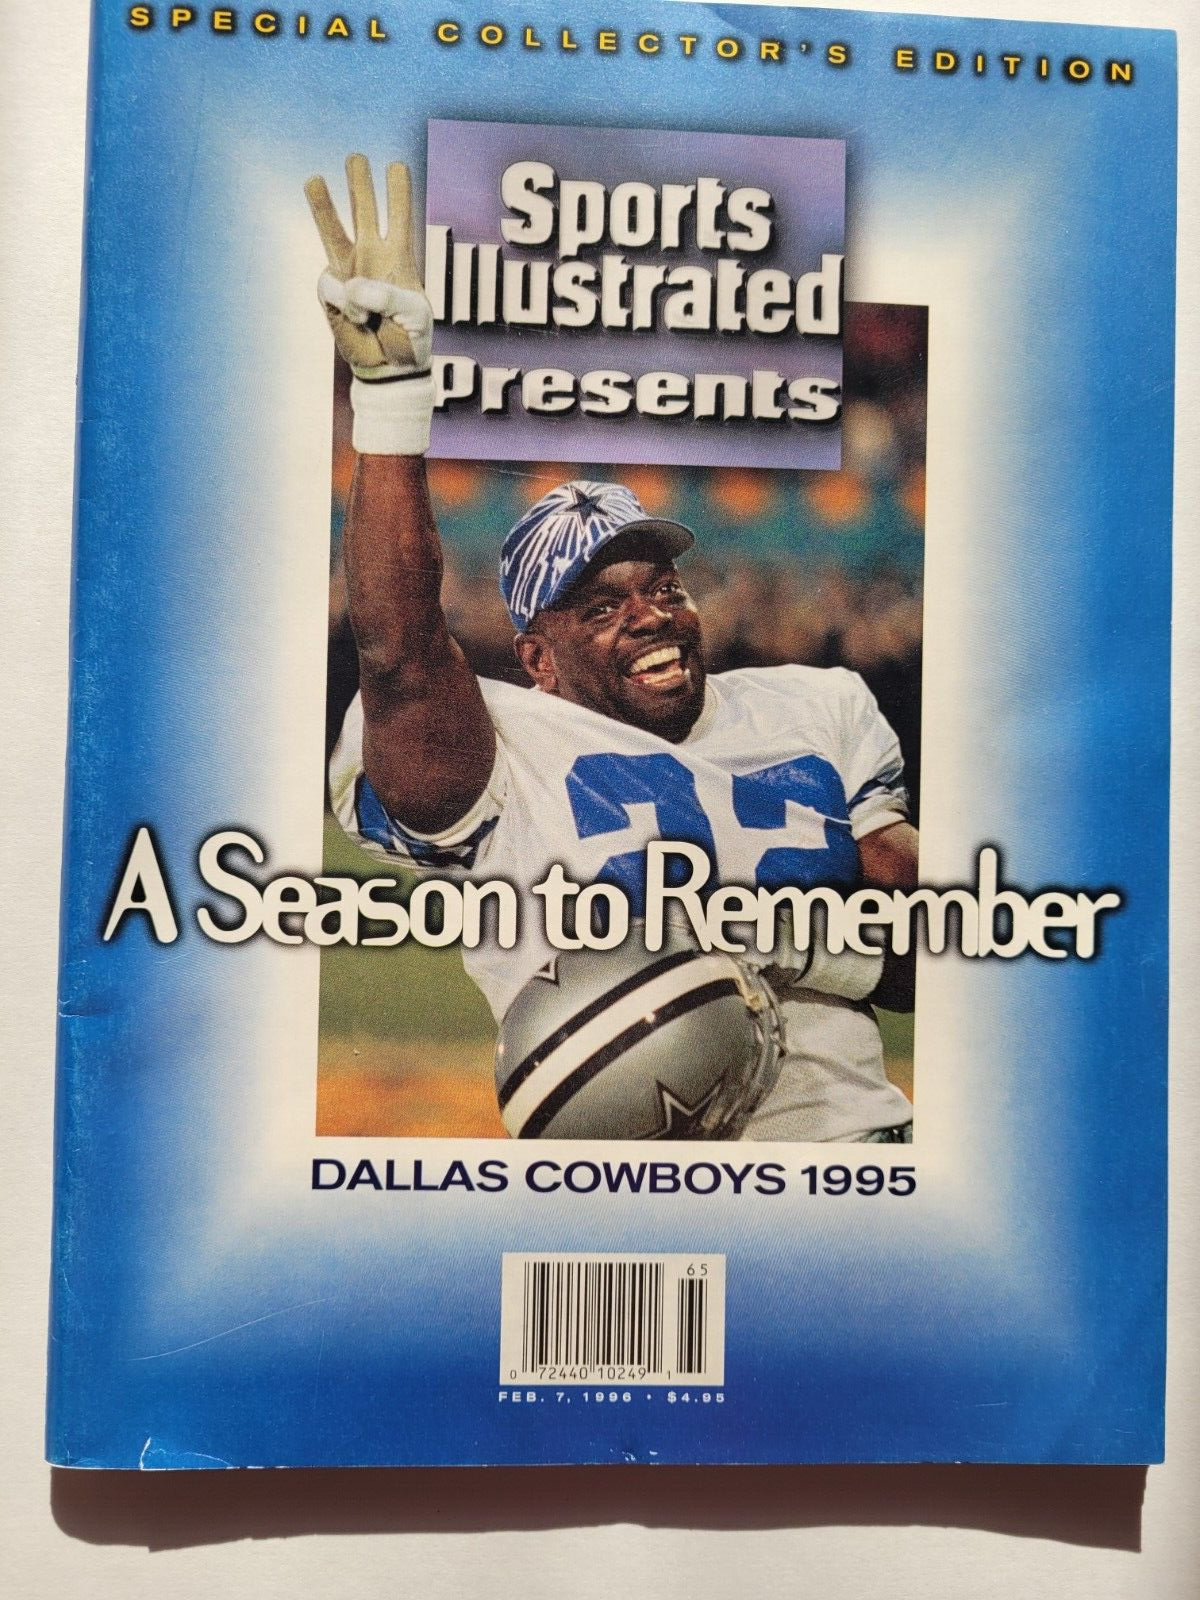 SPECIAL COLLECTOR'S EDITION
Sports
Illustrated
Presents
22
A Season to Remember
DALLAS COWBOYS 1995
65
0 72440 10249 1
FEB. 7, 1996 • $4.95